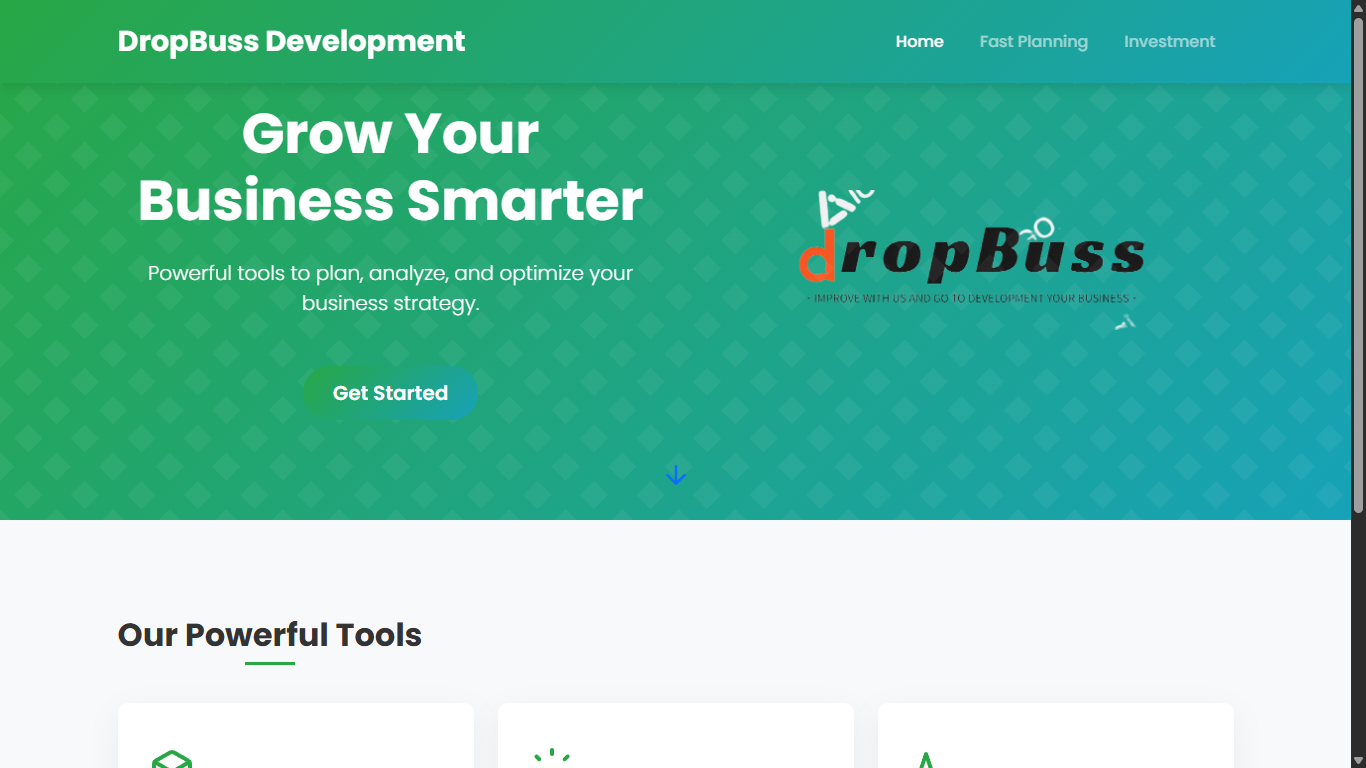 DropBuss Development
Home
Fast Planning
Investment
Grow Your
Business Smarter
Powerful tools to plan, analyze, and optimize your
business strategy.
Get Started
dropBuss
- IMPROVE WITH US AND GO TO DEVELOPMENT YOUR BUSINESS -
Our Powerful Tools